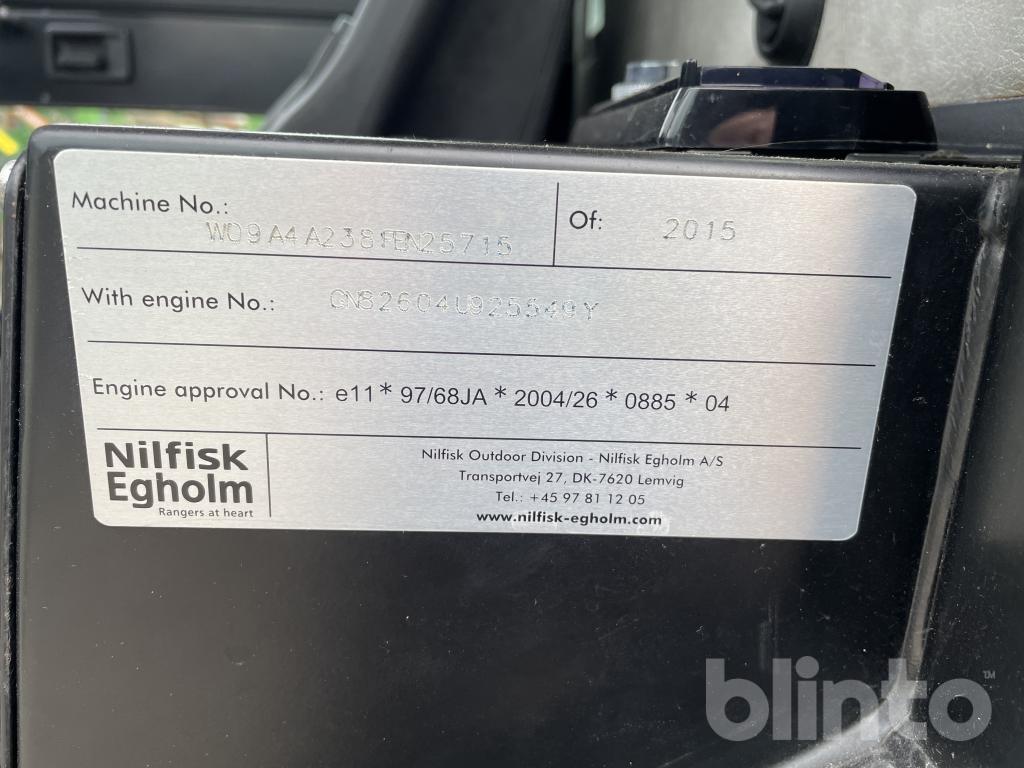 Machine No.:
Of: 2015
With engine No.:
Engine approval No.: e11* 97/68JA * 2004/26 * 0885 * 04
Nilfisk
Egholm
Rangers at heart
Nilfisk Outdoor Division - Nilfisk Egholm A/S
Transportvej 27, DK-7620 Lemvig
Tel.: +45 97 81 12 05
www.nilfisk-egholm.com
blinto™